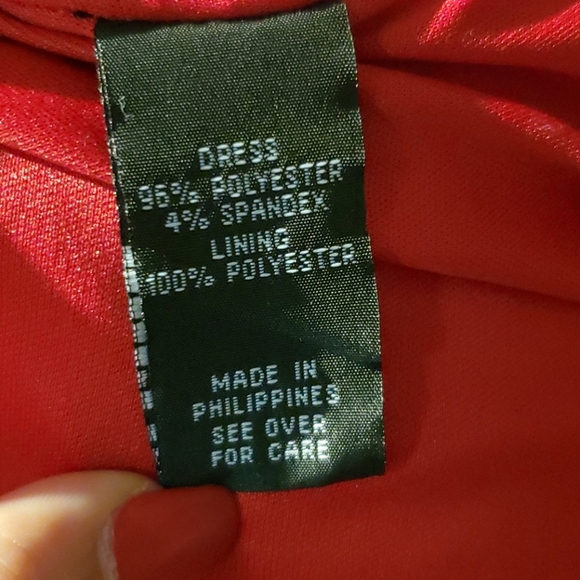 DRESS
96% POLYESTER
4% SPANDEX
LINING
100% POLYESTER
MADE IN
PHILIPPINES
SEE OVER
FOR CARE